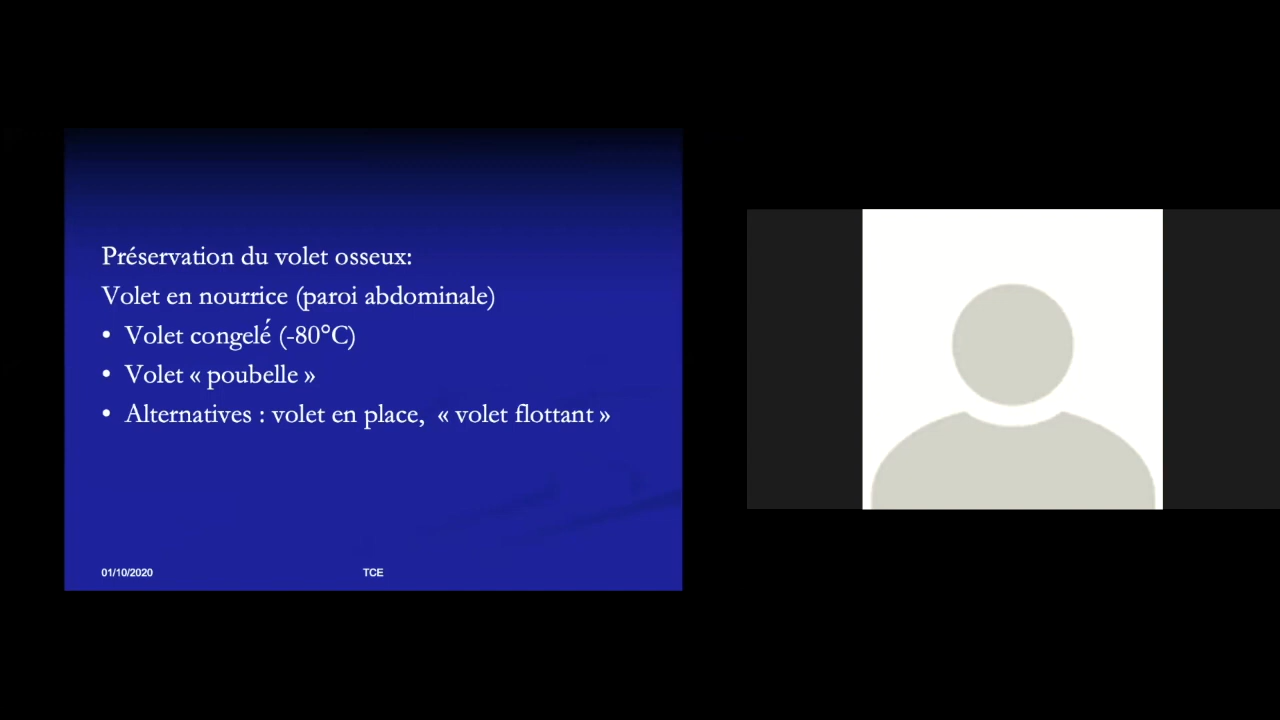 Préservation du volet osseux:
Volet en nourrice (paroi abdominale)
• Volet congelé (-80°C)
• Volet « poubelle »
• Alternatives : volet en place, « volet flottant »
01/10/2020
TCE